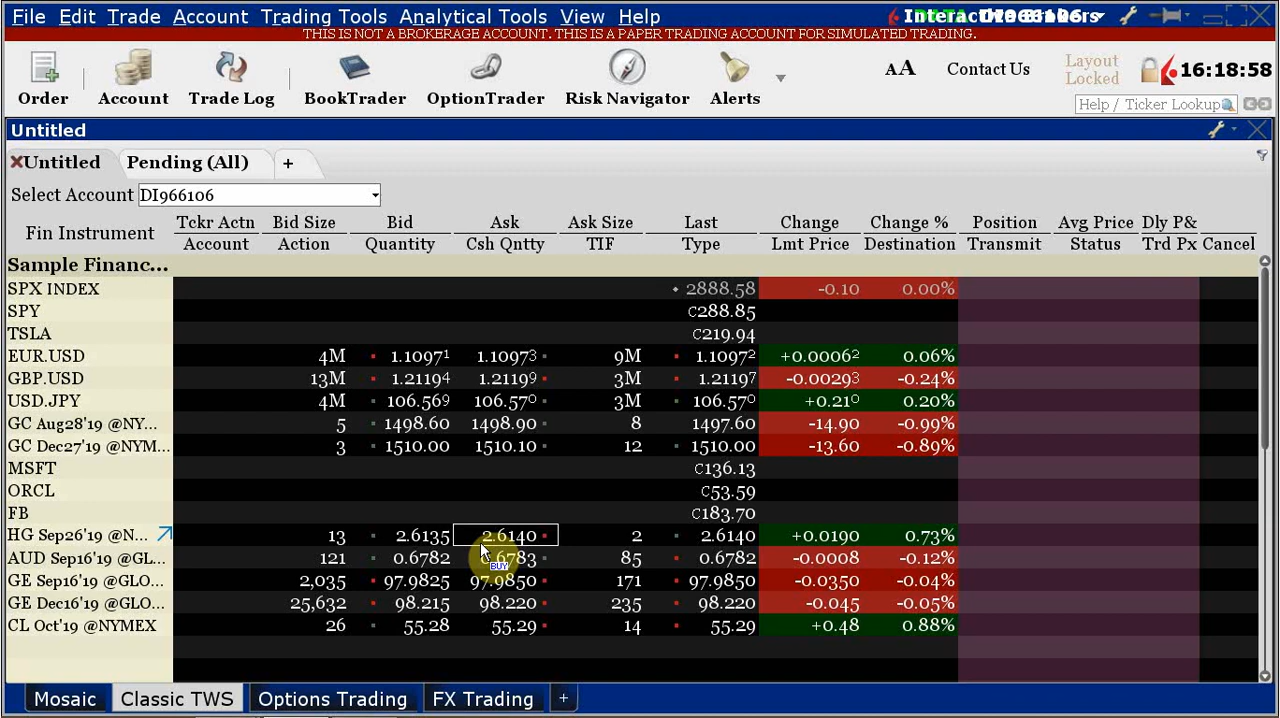 File Edit Trade Account Trading Tools Analytical Tools View Help
THIS IS NOT A BROKERAGE ACCOUNT. THIS IS A PAPER TRADING ACCOUNT FOR SIMULATED TRADING.
Order Account Trade Log BookTrader OptionTrader Risk Navigator Alerts
AA Contact Us Layout Locked 16:18:58
Help / Ticker Lookup
Untitled
Untitled Pending (All) +
Select Account DI966106
Fin Instrument
Tckr Actn Bid Size Bid Ask Ask Size Last Change Change % Position Avg Price Dly P&
Account Action Quantity Csh Qntty TIF Type Lmt Price Destination Transmit Status Trd Px Cancel
Sample Financ...
SPX INDEX 2888.58 -0.10 0.00%
SPY C288.85
TSLA C219.94
EUR.USD 4M 1.10971 1.10973 9M 1.10972 +0.00062 0.06%
GBP.USD 13M 1.21194 1.21199 3M 1.21197 -0.00293 -0.24%
USD.JPY 4M 106.569 106.570 3M 106.570 +0.210 0.20%
GC Aug28'19 @NY... 5 1498.60 1498.90 8 1497.60 -14.90 -0.99%
GC Dec27'19 @NYM... 3 1510.00 1510.10 12 1510.00 -13.60 -0.89%
MSFT C136.13
ORCL C53.59
FB C183.70
HG Sep26'19 @N... 13 2.6135 2.6140 2 2.6140 +0.0190 0.73%
AUD Sep16'19 @GL... 121 0.6782 .6783 85 0.6782 -0.0008 -0.12%
BUY
GE Sep16'19 @GLO... 2,035 97.9825 97.9850 171 97.9850 -0.0350 -0.04%
GE Dec16'19 @GLO... 25,632 98.215 98.220 235 98.220 -0.045 -0.05%
CL Oct'19 @NYMEX 26 55.28 55.29 14 55.29 +0.48 0.88%
Mosaic Classic TWS Options Trading FX Trading +